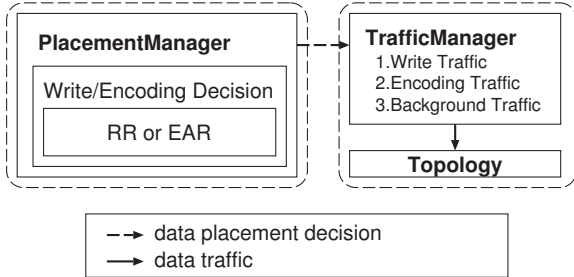 PlacementManager
Write/Encoding Decision
RR or EAR
TrafficManager
1.Write Traffic
2.Encoding Traffic
3.Background Traffic
Topology
data placement decision
data traffic